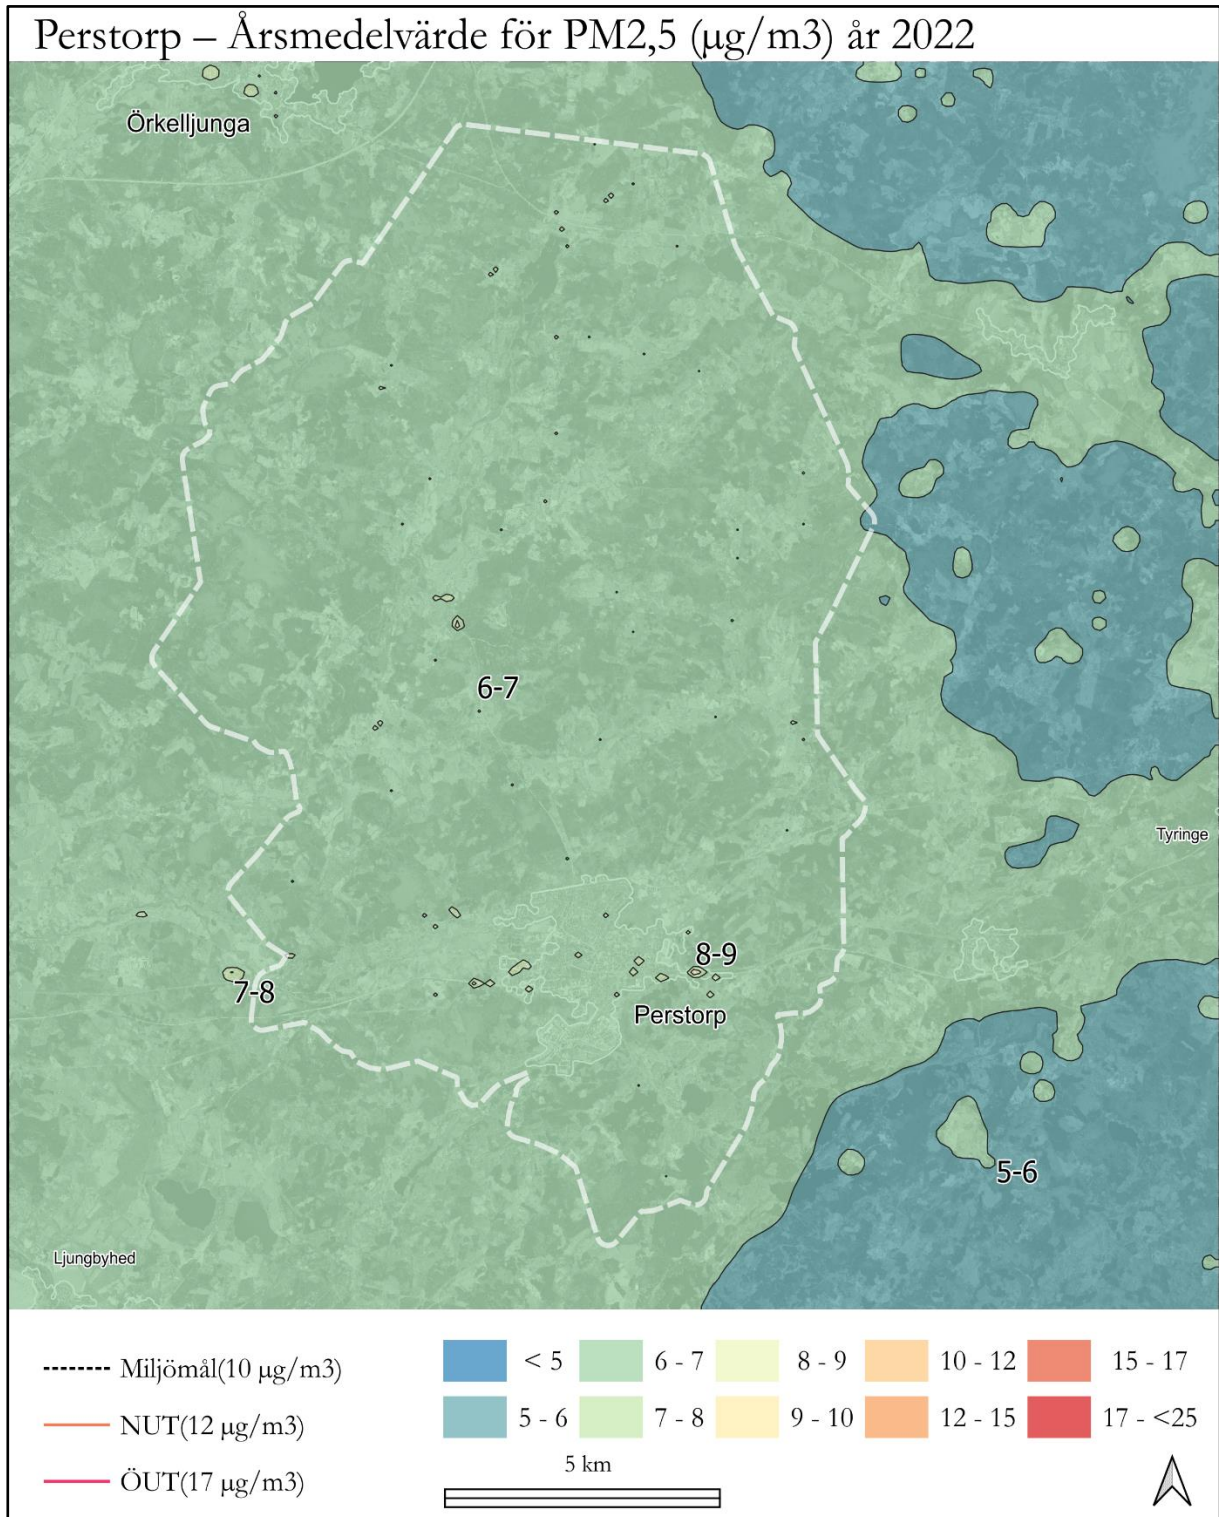 Perstorp – Årsmedelvärde för PM2,5 (µg/m3) år 2022
Örkelljunga
6-7
Tyringe
8-9
7-8
Perstorp
5-6
Ljungbyhed
Miljömål(10 µg/m3)
NUT(12 µg/m3)
ÖUT(17 µg/m3)
< 5
6 - 7
8 - 9
10 - 12
15 - 17
5 - 6
7 - 8
9 - 10
12 - 15
17 - <25
5 km